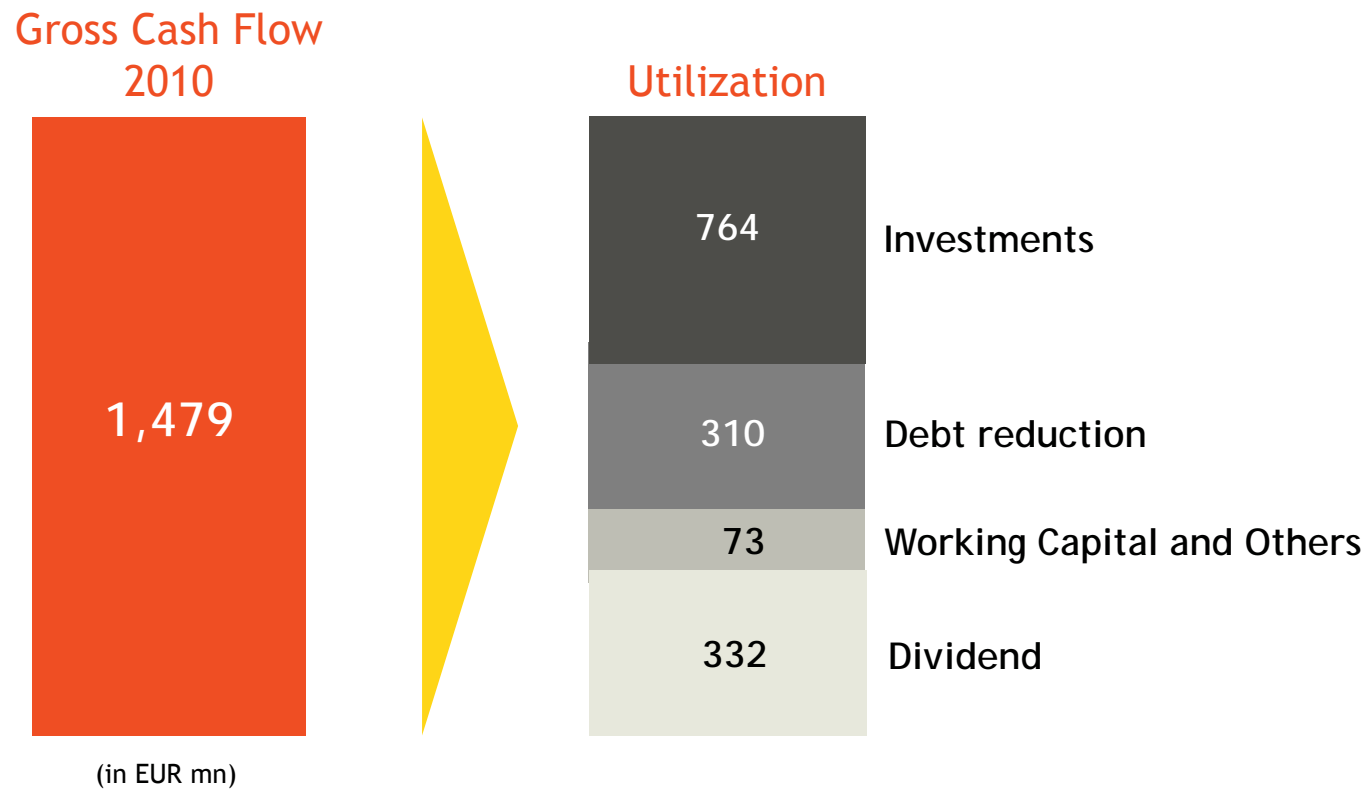 Gross Cash Flow
2010
Utilization
1,479
764
Investments
310
Debt reduction
73
Working Capital and Others
332
Dividend
(in EUR mn)